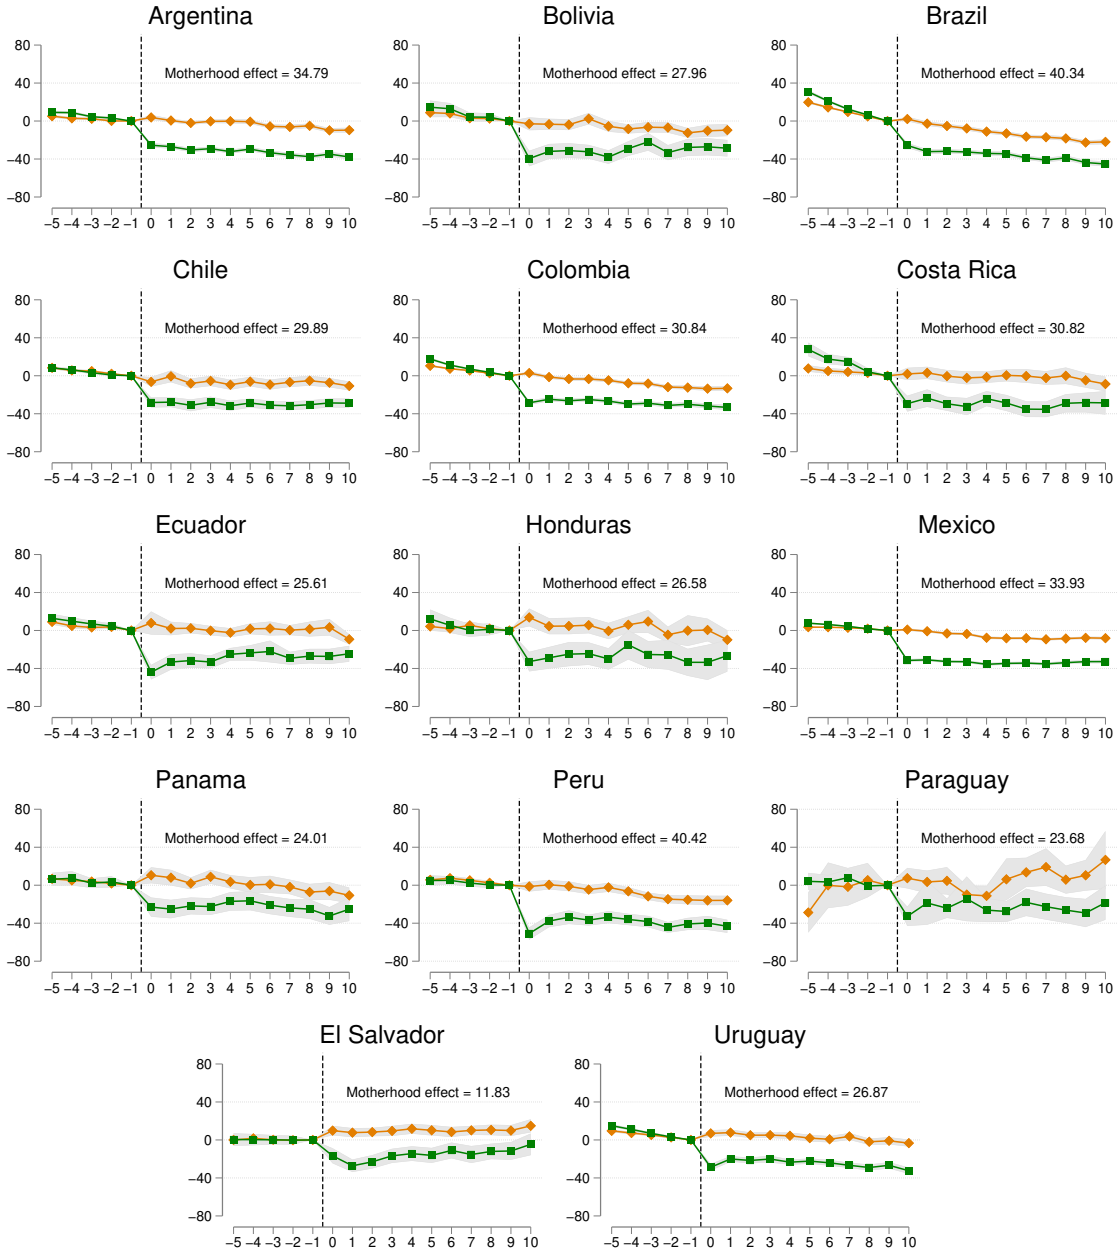 Argentina Bolivia Brazil
80 80 80
Motherhood effect = 34.79 Motherhood effect = 27.96 Motherhood effect = 40.34
40 40 40
0 0 0
−40 −40 −40
−80 −80 −80
−5 −4 −3 −2 −1 0 1 2 3 4 5 6 7 8 9 10 −5 −4 −3 −2 −1 0 1 2 3 4 5 6 7 8 9 10 −5 −4 −3 −2 −1 0 1 2 3 4 5 6 7 8 9 10
Chile Colombia Costa Rica
80 80 80
Motherhood effect = 29.89 Motherhood effect = 30.84 Motherhood effect = 30.82
40 40 40
0 0 0
−40 −40 −40
−80 −80 −80
−5 −4 −3 −2 −1 0 1 2 3 4 5 6 7 8 9 10 −5 −4 −3 −2 −1 0 1 2 3 4 5 6 7 8 9 10 −5 −4 −3 −2 −1 0 1 2 3 4 5 6 7 8 9 10
Ecuador Honduras Mexico
80 80 80
Motherhood effect = 25.61 Motherhood effect = 26.58 Motherhood effect = 33.93
40 40 40
0 0 0
−40 −40 −40
−80 −80 −80
−5 −4 −3 −2 −1 0 1 2 3 4 5 6 7 8 9 10 −5 −4 −3 −2 −1 0 1 2 3 4 5 6 7 8 9 10 −5 −4 −3 −2 −1 0 1 2 3 4 5 6 7 8 9 10
Panama Peru Paraguay
80 80 80
Motherhood effect = 24.01 Motherhood effect = 40.42 Motherhood effect = 23.68
40 40 40
0 0 0
−40 −40 −40
−80 −80 −80
−5 −4 −3 −2 −1 0 1 2 3 4 5 6 7 8 9 10 −5 −4 −3 −2 −1 0 1 2 3 4 5 6 7 8 9 10 −5 −4 −3 −2 −1 0 1 2 3 4 5 6 7 8 9 10
El Salvador Uruguay
80 80
Motherhood effect = 11.83 Motherhood effect = 26.87
40 40
0 0
−40 −40
−80 −80
−5 −4 −3 −2 −1 0 1 2 3 4 5 6 7 8 9 10 −5 −4 −3 −2 −1 0 1 2 3 4 5 6 7 8 9 10